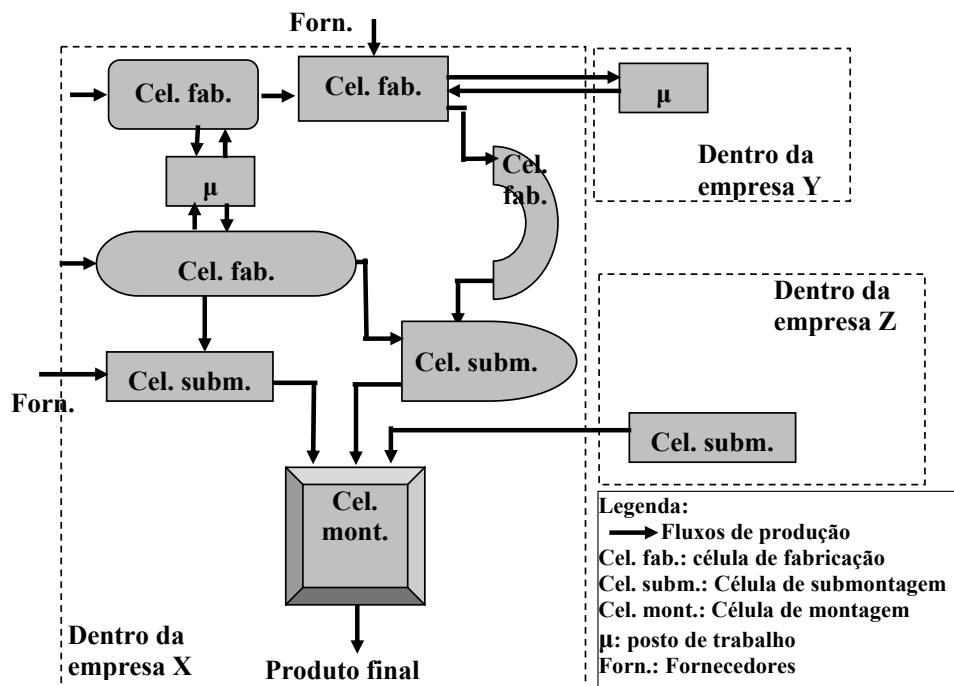 Forn.
Cel. fab.
Cel. fab.
µ
Dentro da
empresa Y
Cel.
fab.
µ
Cel. fab.
Dentro da
empresa Z
Cel. subm.
Cel. subm.
Forn.
Cel. subm.
Cel.
mont.
Legenda:
Fluxos de produção
Cel. fab.: célula de fabricação
Cel. subm.: Célula de submontagem
Cel. mont.: Célula de montagem
µ: posto de trabalho
Forn.: Fornecedores
Dentro da
empresa X
Produto final